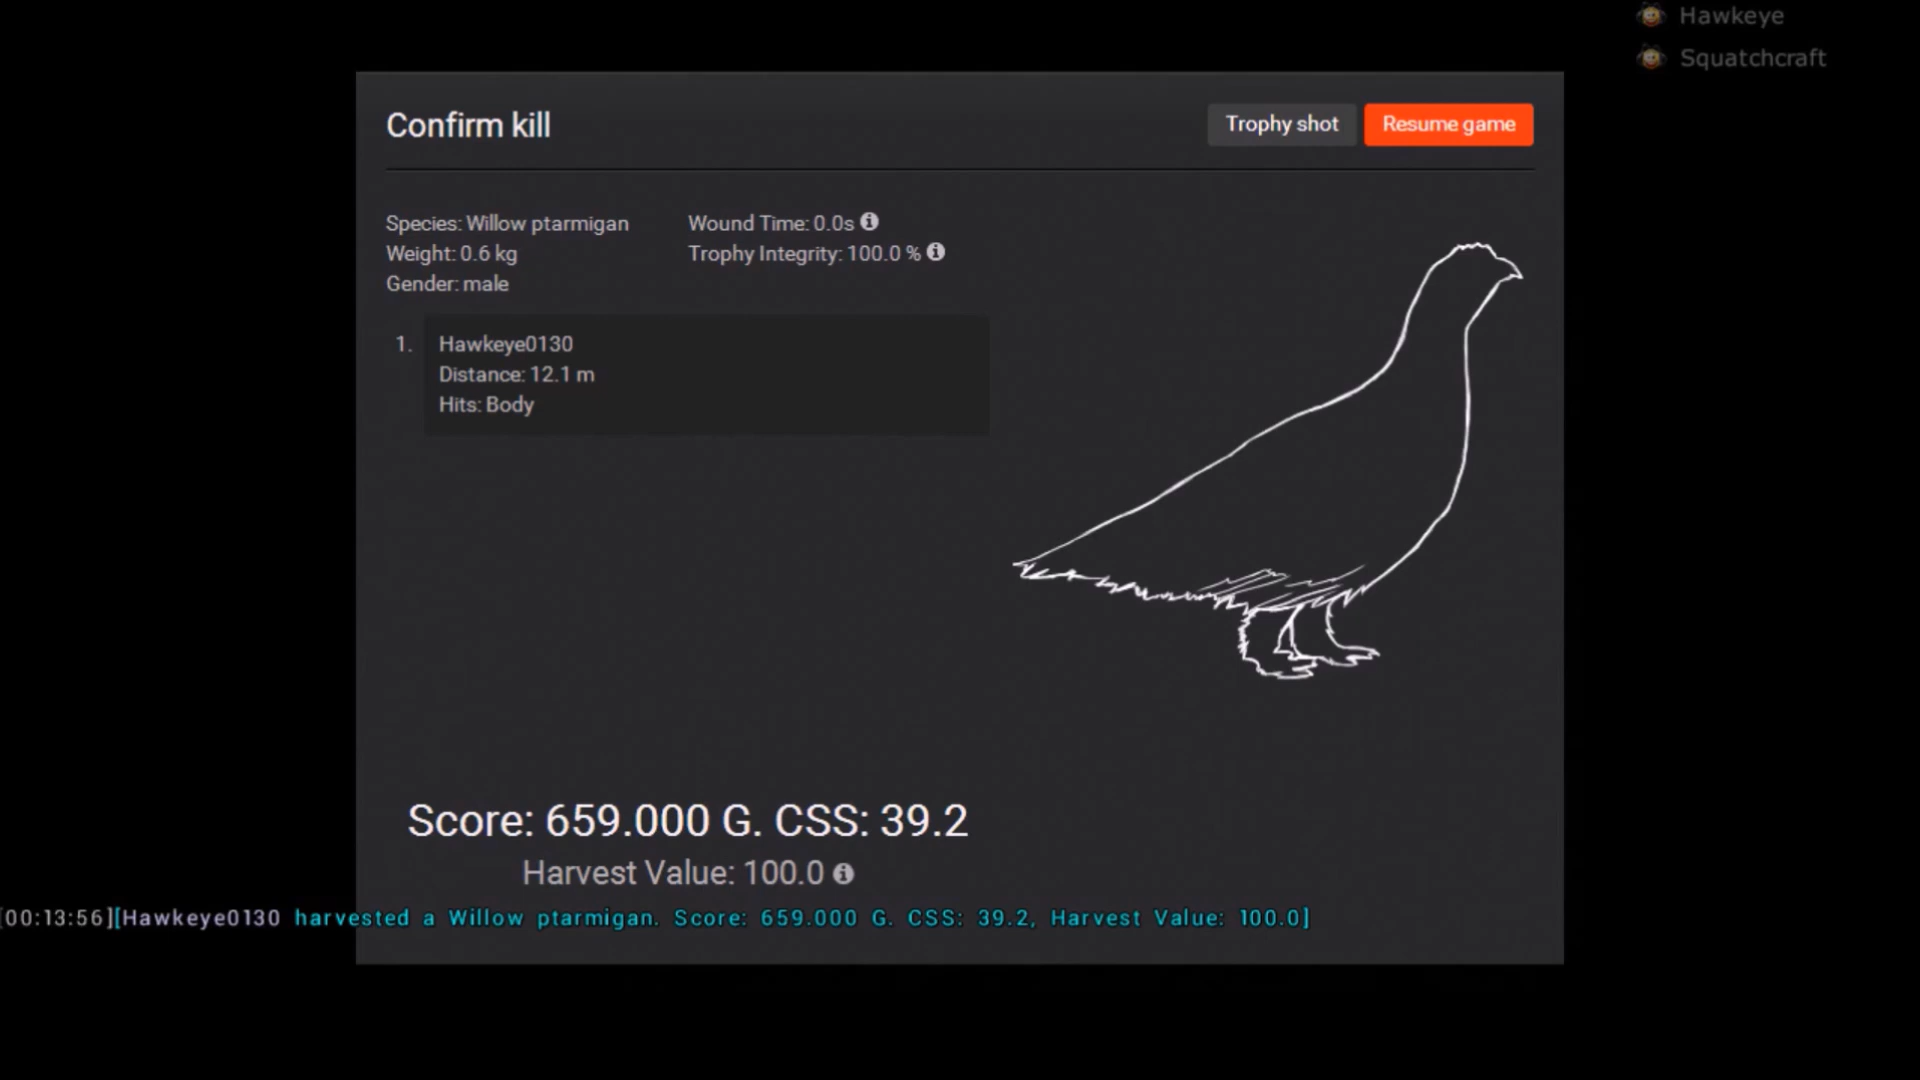 Hawkeye
Squatchcraft
Confirm kill
Trophy shot
Resume game
Species: Willow ptarmigan
Weight: 0.6 kg
Gender: male
Wound Time: 0.0s
Trophy Integrity: 100.0 %
1.
Hawkeye0130
Distance: 12.1 m
Hits: Body
Score: 659.000 G. CSS: 39.2
Harvest Value: 100.0
[00:13:56][Hawkeye0130 harvested a Willow ptarmigan. Score: 659.000 G. CSS: 39.2, Harvest Value: 100.0]